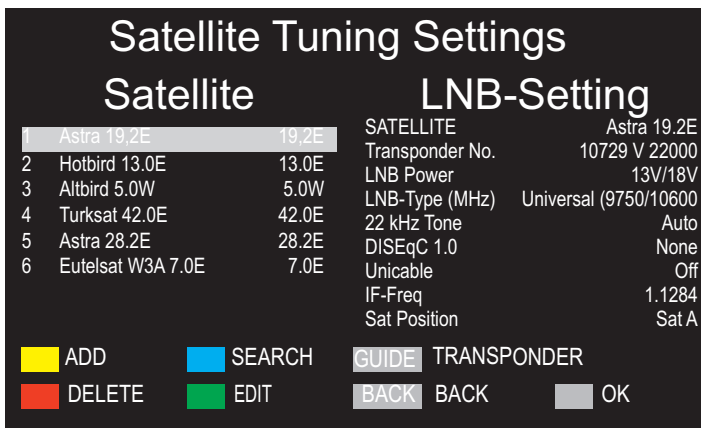 Satellite Tuning Settings
Satellite
1 Astra 19,2E 19,2E
2 Hotbird 13.0E 13.0E
3 Altbird 5.0W 5.0W
4 Turksat 42.0E 42.0E
5 Astra 28.2E 28.2E
6 Eutelsat W3A 7.0E 7.0E
LNB-Setting
SATELLITE Astra 19.2E
Transponder No. 10729 V 22000
LNB Power 13V/18V
LNB-Type (MHz) Universal (9750/10600
22 kHz Tone Auto
DISEqC 1.0 None
Unicable Off
IF-Freq 1.1284
Sat Position Sat A
ADD SEARCH GUIDE TRANSPONDER
DELETE EDIT BACK BACK OK